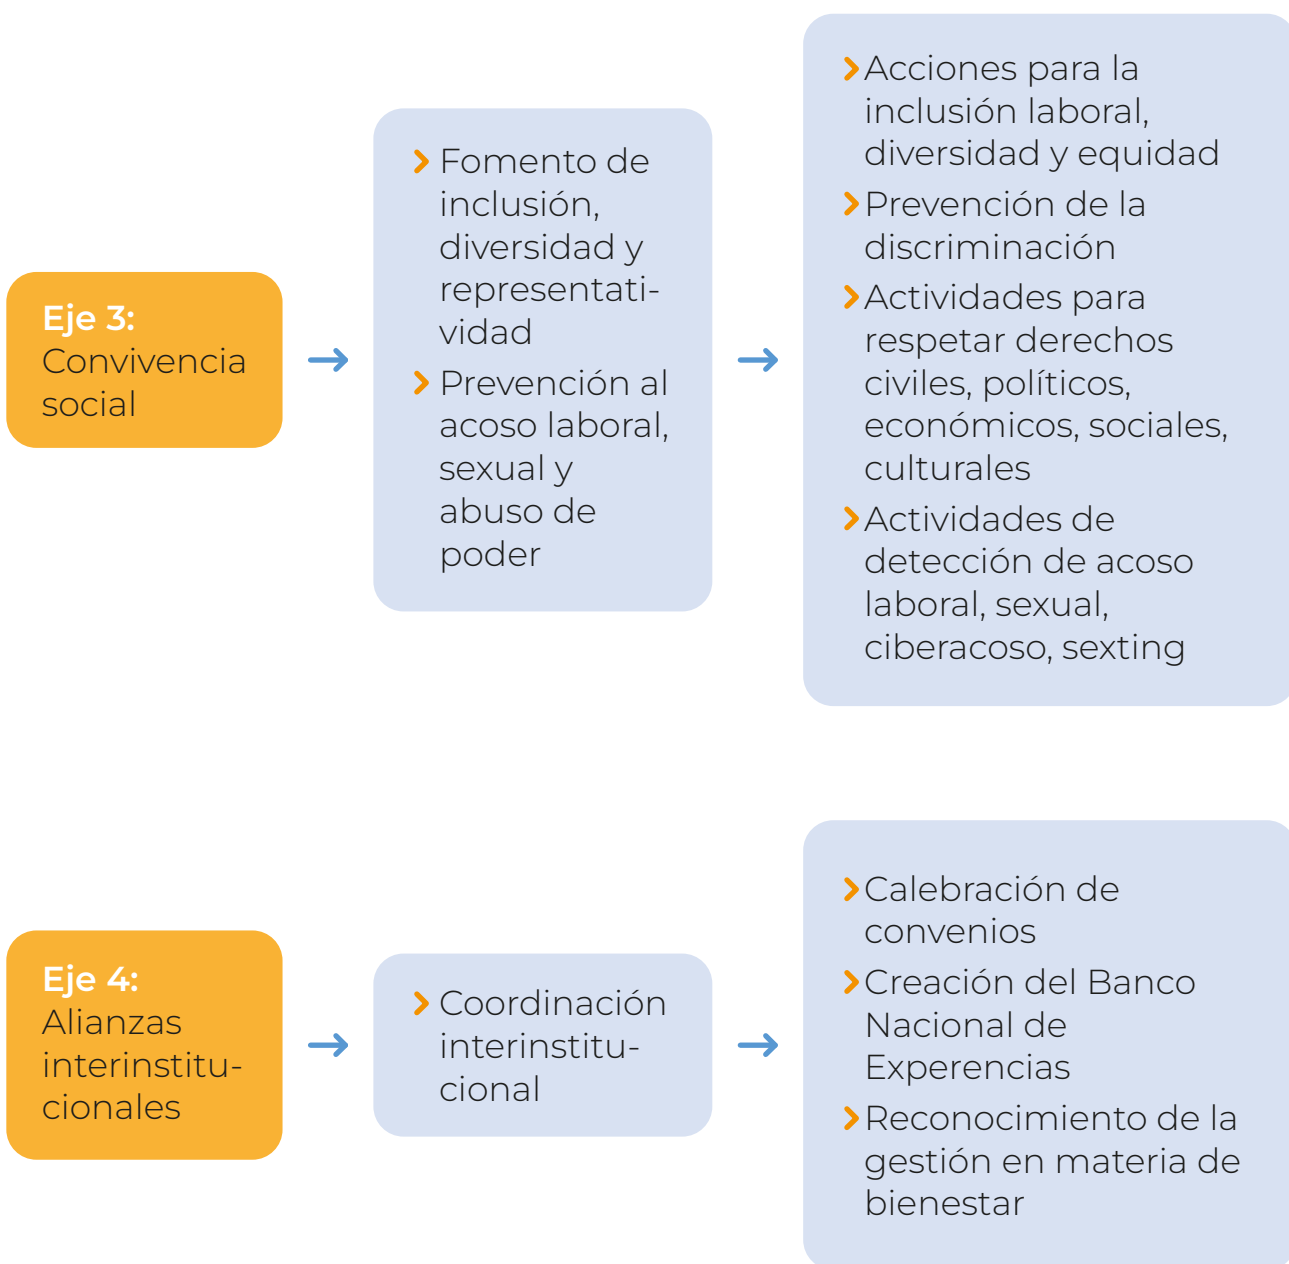 Eje 3:
Convivencia
social
Fomento de
inclusión,
diversidad y
representati-
vidad
Prevención al
acoso laboral,
sexual y
abuso de
poder
Acciones para la
inclusión laboral,
diversidad y equidad
Prevención de la
discriminación
Actividades para
respetar derechos
civiles, políticos,
económicos, sociales,
culturales
Actividades de
detección de acoso
laboral, sexual,
ciberacoso, sexting
Eje 4:
Alianzas
interinstitu-
cionales
Coordinación
interinstitu-
cional
Calebración de
convenios
Creación del Banco
Nacional de
Experencias
Reconocimiento de la
gestión en materia de
bienestar